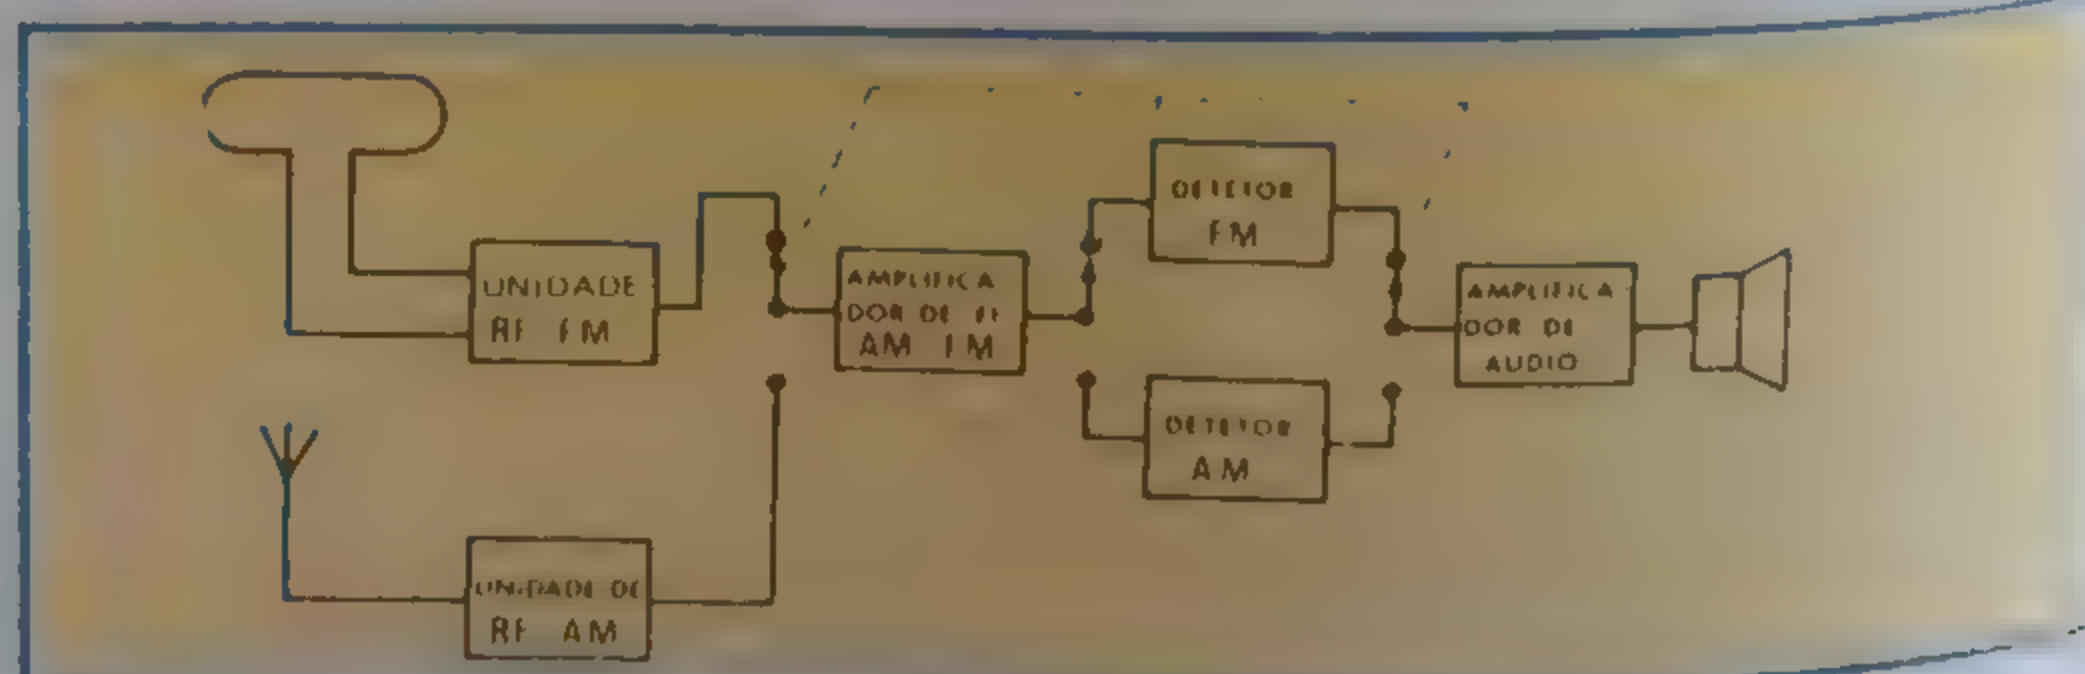 DETETOR
FM
UNIDADE
RF FM
AMPLIFICA
DOR DE FI
AM FM
AMPLIFICA
DOR DE
AUDIO
DETETOR
AM
UNIDADE DE
RF AM